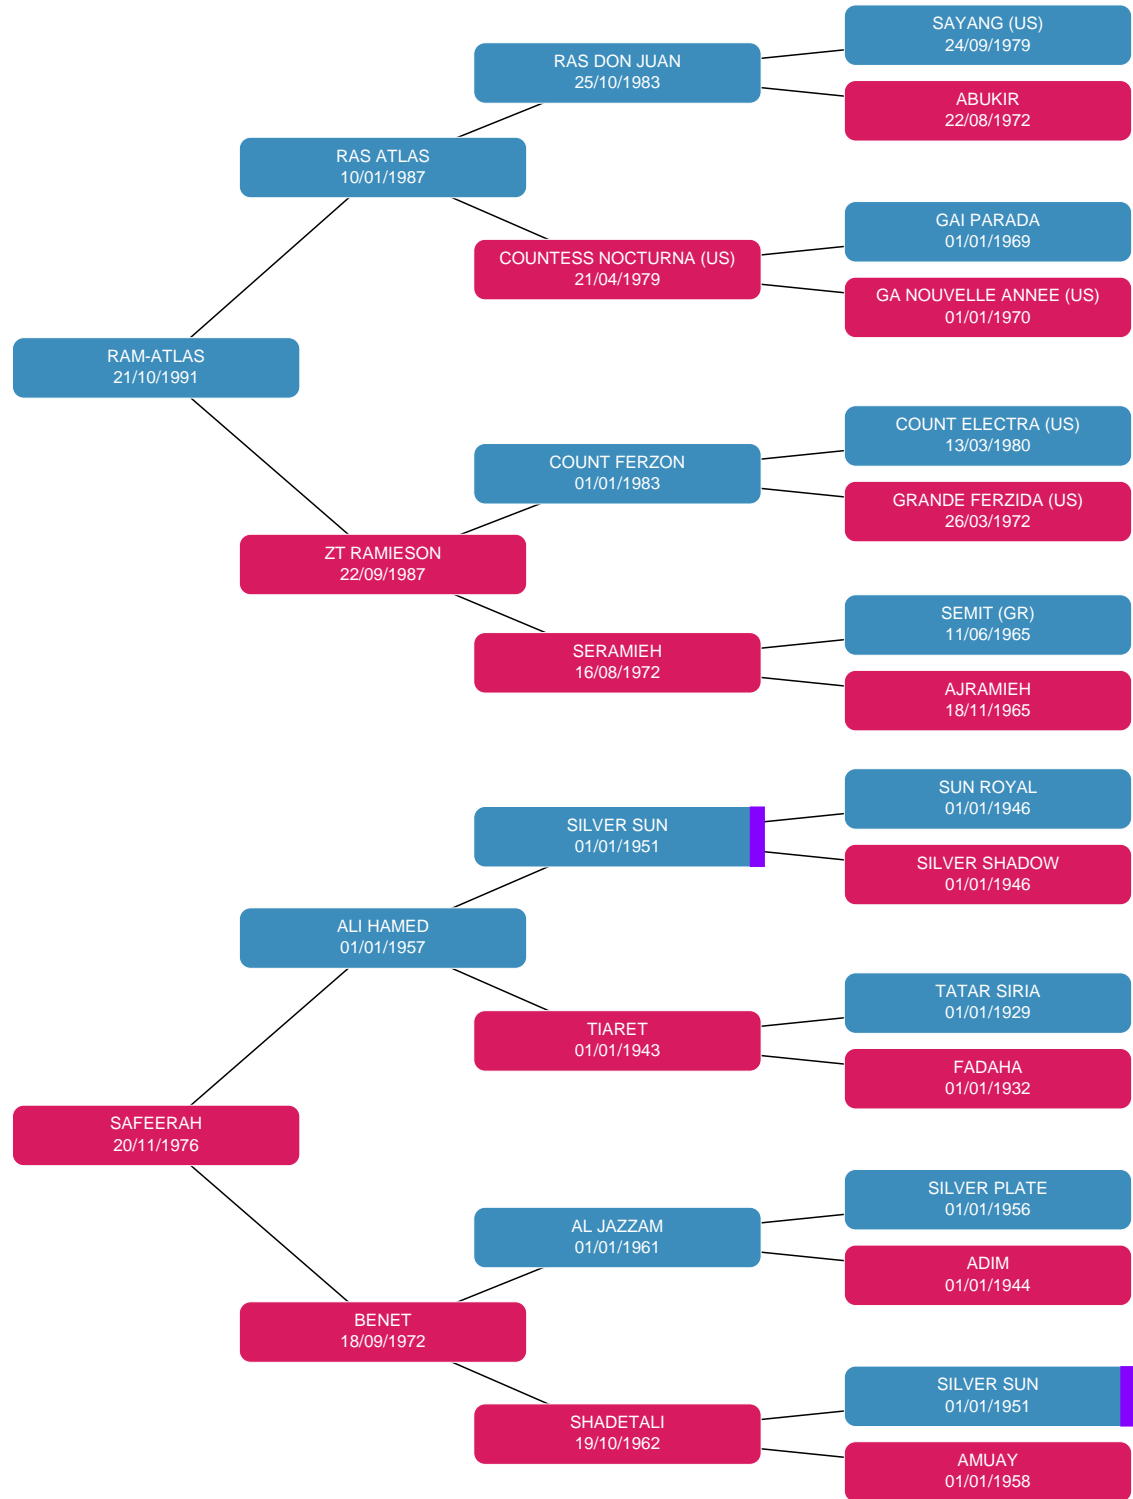 SAYANG (US)
24/09/1979
RAS DON JUAN
25/10/1983
ABUKIR
22/08/1972
RAS ATLAS
10/01/1987
GAI PARADA
01/01/1969
COUNTESS NOCTURNA (US)
21/04/1979
GA NOUVELLE ANNEE (US)
01/01/1970
RAM-ATLAS
21/10/1991
COUNT ELECTRA (US)
13/03/1980
COUNT FERZON
01/01/1983
GRANDE FERZIDA (US)
26/03/1972
ZT RAMIESON
22/09/1987
SEMIT (GR)
11/06/1965
SERAMIEH
16/08/1972
AJRAMIEH
18/11/1965
SUN ROYAL
01/01/1946
SILVER SUN
01/01/1951
SILVER SHADOW
01/01/1946
ALI HAMED
01/01/1957
TATAR SIRIA
01/01/1929
TIARET
01/01/1943
FADAHA
01/01/1932
SAFEERAH
20/11/1976
SILVER PLATE
01/01/1956
AL JAZZAM
01/01/1961
ADIM
01/01/1944
BENET
18/09/1972
SILVER SUN
01/01/1951
SHADETALI
19/10/1962
AMUAY
01/01/1958